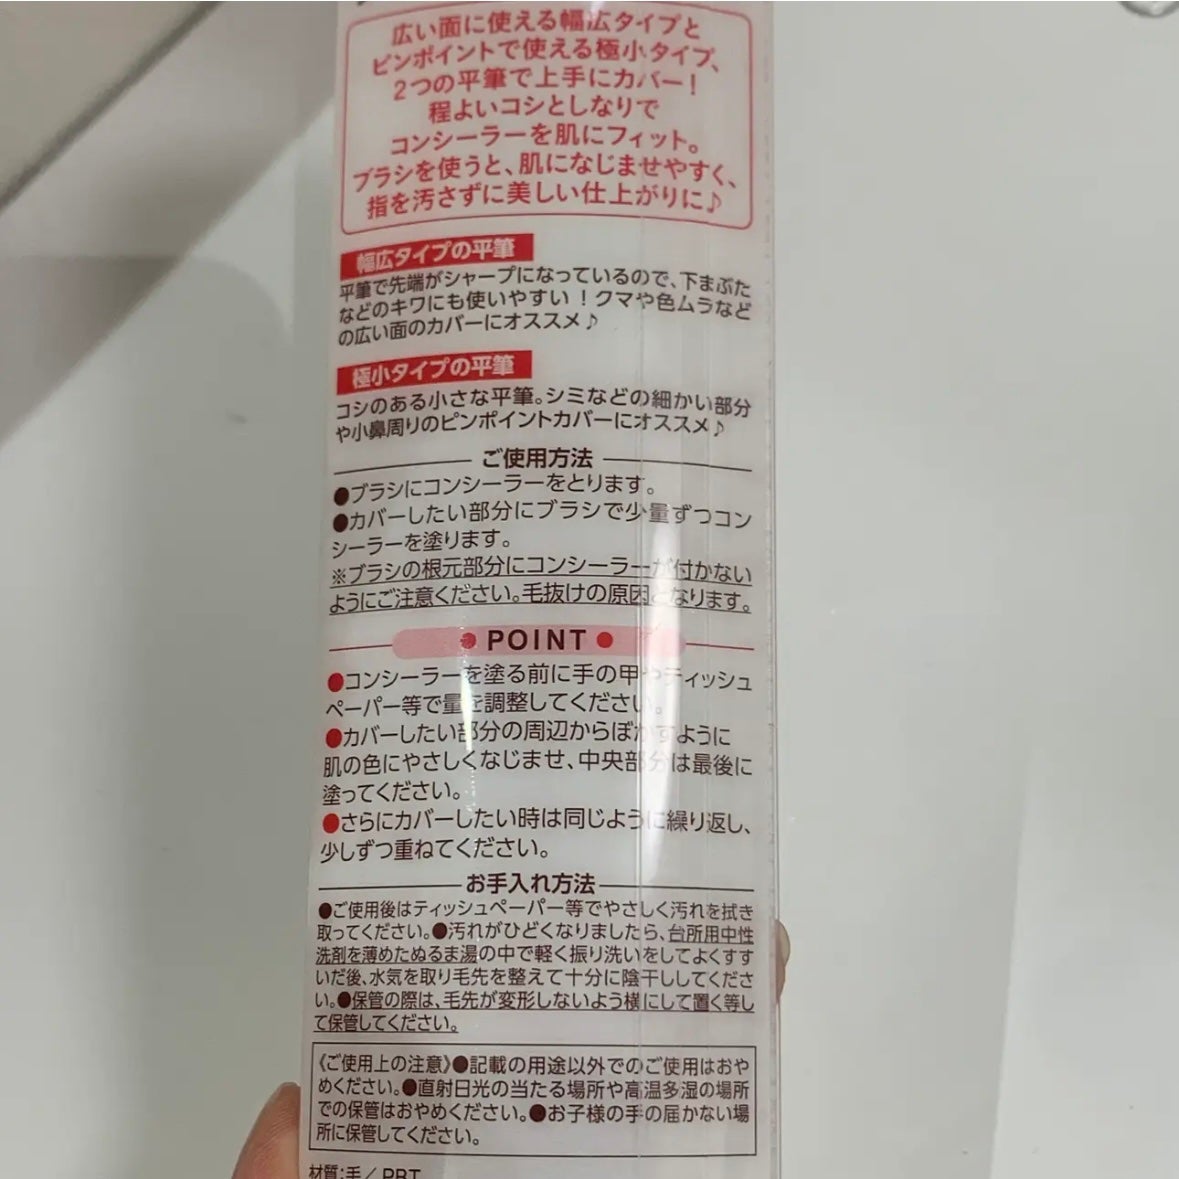 広い面に使える幅広タイプと
ピンポイントで使える極小タイプ、
2つの平筆で上手にカバー!
程よいコシとしなりで
コンシーラーを肌にフィット。
ブラシを使うと、肌になじませやすく、
指を汚さずに美しい仕上がりに♪
幅広タイプの平筆
平筆で先端がシャープになっているので、下まぶた
などのキワにも使いやすい！クマや色ムラなど
の広い面のカバーにオススメ♪
極小タイプの平筆
コシのある小さな平筆。シミなどの細かい部分
や小鼻周りのピンポイントカバーにオススメ♪
ご使用方法
●ブラシにコンシーラーをとります。
●カバーしたい部分にブラシで少量ずつコン
シーラーを塗ります。
※ブラシの根元部分にコンシーラーが付かない
ようにご注意ください。毛抜けの原因となります。
● POINT ●
●コンシーラーを塗る前に手の甲やティッシュ
ペーパー等で量を調整してください。
●カバーしたい部分の周辺からぼかすように
肌の色にやさしくなじませ、中央部分は最後に
塗ってください。
●さらにカバーしたい時は同じように繰り返し、
少しずつ重ねてください。
お手入れ方法
●ご使用後はティッシュペーパー等でやさしく汚れを拭き
取ってください。●汚れがひどくなりましたら、台所用中性
洗剤を薄めたぬるま湯の中で軽く振り洗いをしてよくすす
いだ後、水気を取り毛先を整えて十分に陰干ししてくださ
い。●保管の際は、毛先が変形しないよう横にして置く等し
て保管してください。
《ご使用上の注意》●記載の用途以外でのご使用はおや
めください。●直射日光の当たる場所や高温多湿の場所
での保管はおやめください。●お子様の手の届かない場
所に保管してください。
材質:毛/PBT